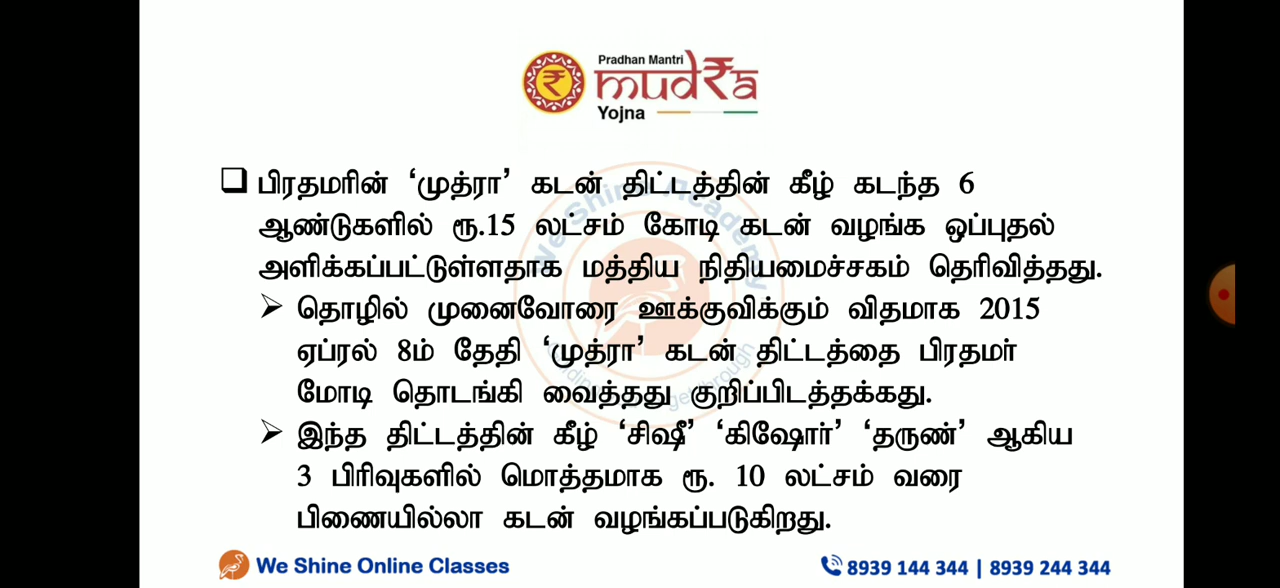 Pradhan Mantri
mudra
Yojna
பிரதமரின் ‘முத்ரா’ கடன் திட்டத்தின் கீழ் கடந்த 6
ஆண்டுகளில் ரூ.15 லட்சம் கோடி கடன் வழங்க ஒப்புதல்
அளிக்கப்பட்டுள்ளதாக மத்திய நிதியமைச்சகம் தெரிவித்தது.
தொழில் முனைவோரை ஊக்குவிக்கும் விதமாக 2015
ஏப்ரல் 8ம் தேதி ‘முத்ரா’ கடன் திட்டத்தை பிரதமர்
மோடி தொடங்கி வைத்தது குறிப்பிடத்தக்கது.
இந்த திட்டத்தின் கீழ் ‘சிஷீ’ ‘கிஷோர்’ ‘தருண்’ ஆகிய
3 பிரிவுகளில் மொத்தமாக ரூ. 10 லட்சம் வரை
பிணையில்லா கடன் வழங்கப்படுகிறது.
We Shine Academy
We Shine Online Classes
8939 144 344 | 8939 244 344